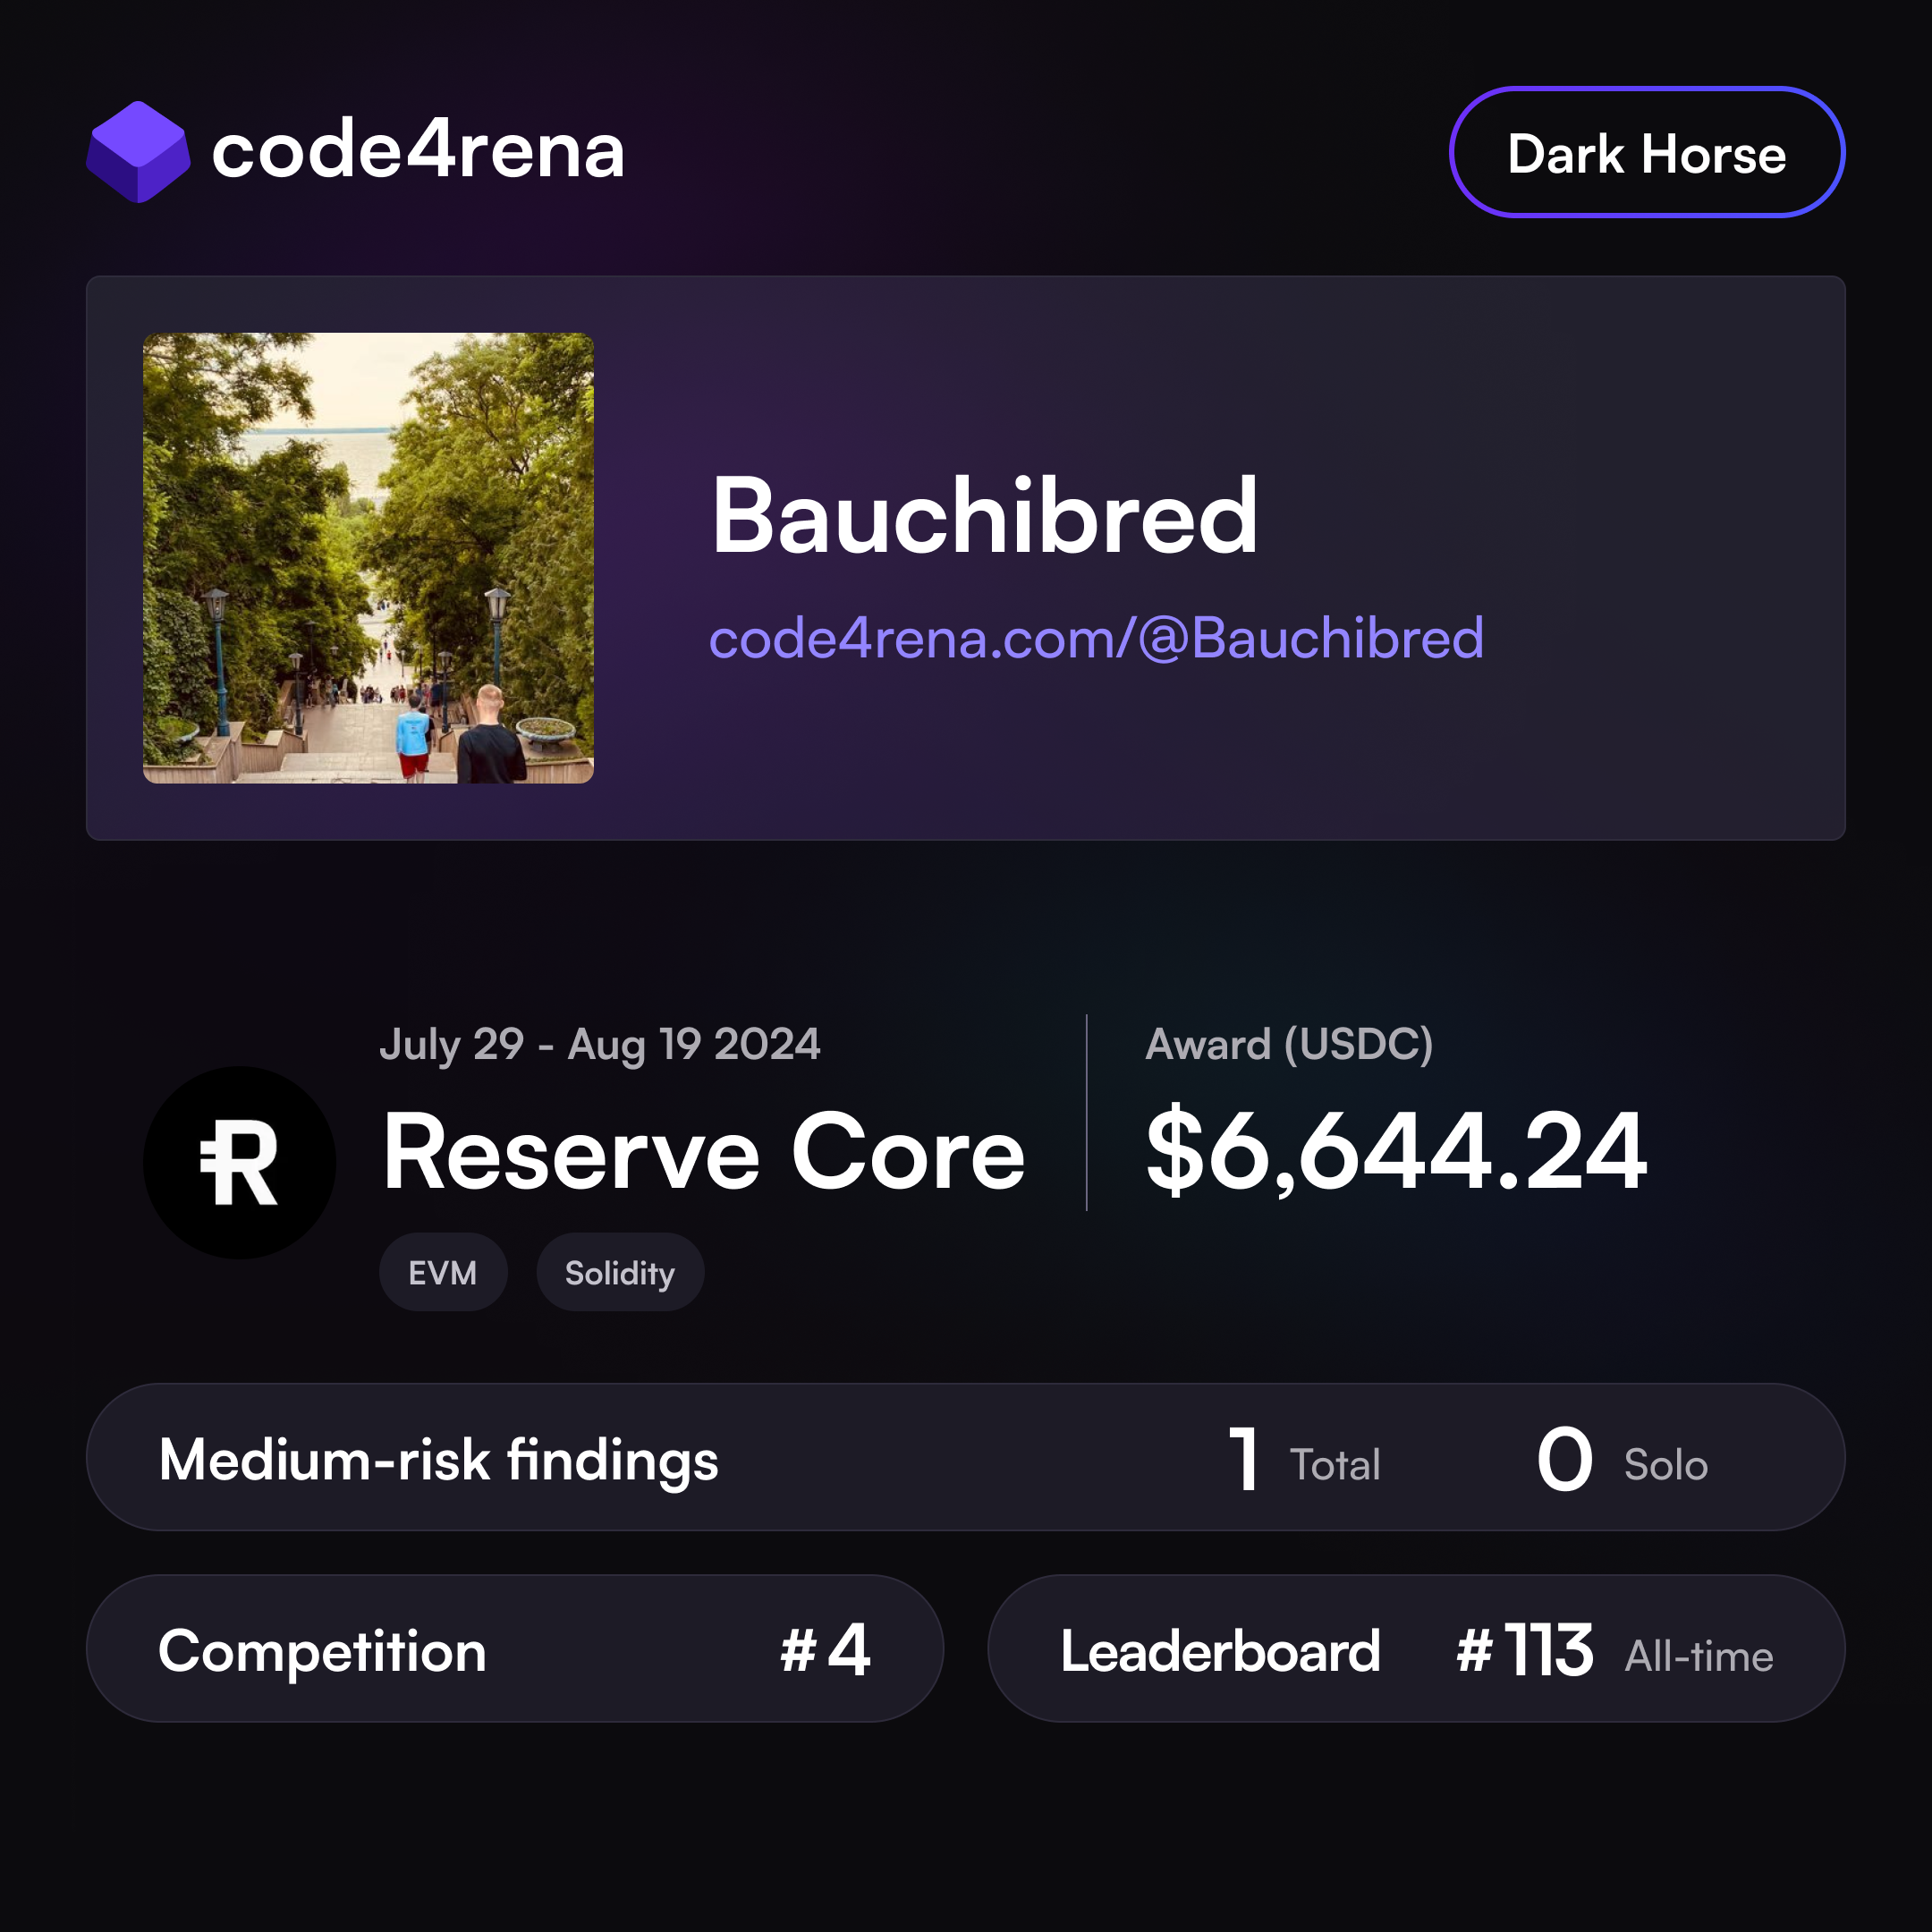 code4rena
Dark Horse
Bauchibred
code4rena.com/@Bauchibred
July 29 - Aug 19 2024
Reserve Core
EVM
Solidity
Award (USDC)
$6,644.24
Medium-risk findings
1 Total
0 Solo
Competition
#4
Leaderboard
#113 All-time